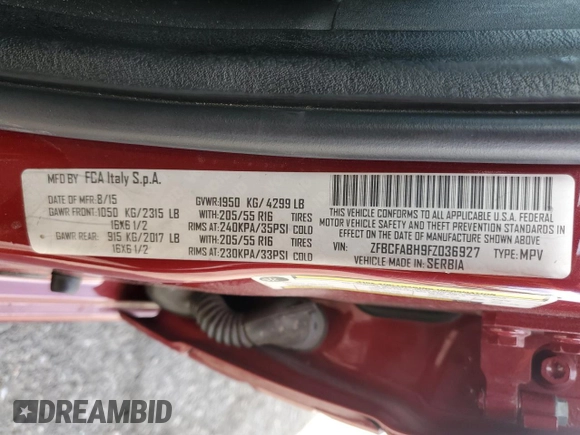 MFD BY FCA Italy S.p.A.
DATE OF MFR: 8/15 GVWR: 1950 KG/ 4299 LB
GAWR FRONT: 1050 KG/2315 LB WITH: 205/55 R16 TIRES
16X6 1/2 RIMS AT: 240KPA/35PSI COLD
GAWR REAR: 915 KG/2017 LB WITH: 205/55 R16 TIRES
16X6 1/2 RIMS AT: 230KPA/33PSI COLD
THIS VEHICLE CONFORMS TO ALL APPLICABLE U.S.A. FEDERAL
MOTOR VEHICLE SAFETY AND THEFT PREVENTION STANDARDS
IN EFFECT ON THE DATE OF MANUFACTURE SHOWN ABOVE.
VIN: ZFBCFABH9FZ036927 TYPE: MPV
VEHICLE MADE IN: SERBIA
DREAMBID